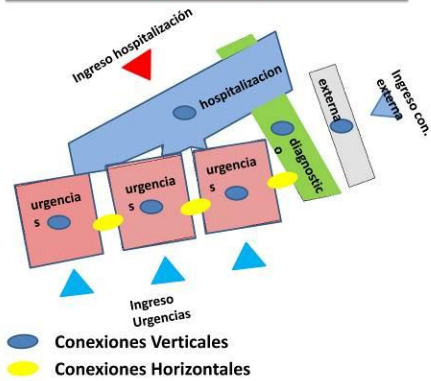 Ingreso hospitalización
hospitalizacion
externa
Ingreso con.
externa
diagnostic
o
urgencia
s
urgencia
s
urgencia
s
Ingreso
Urgencias
Conexiones Verticales
Conexiones Horizontales